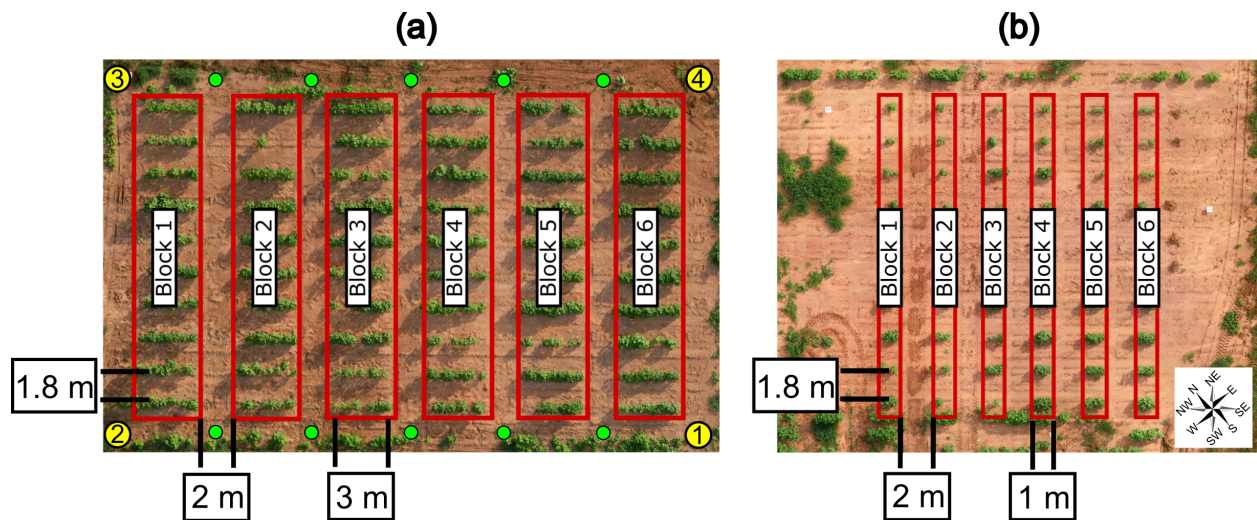 (a)
(b)
3
4
Block 1
Block 2
Block 3
Block 4
Block 5
Block 6
Block 1
Block 2
Block 3
Block 4
Block 5
Block 6
1.8 m
1.8 m
2
1
N
NE
E
SE
S
SW
W
NW
2 m
3 m
2 m
1 m